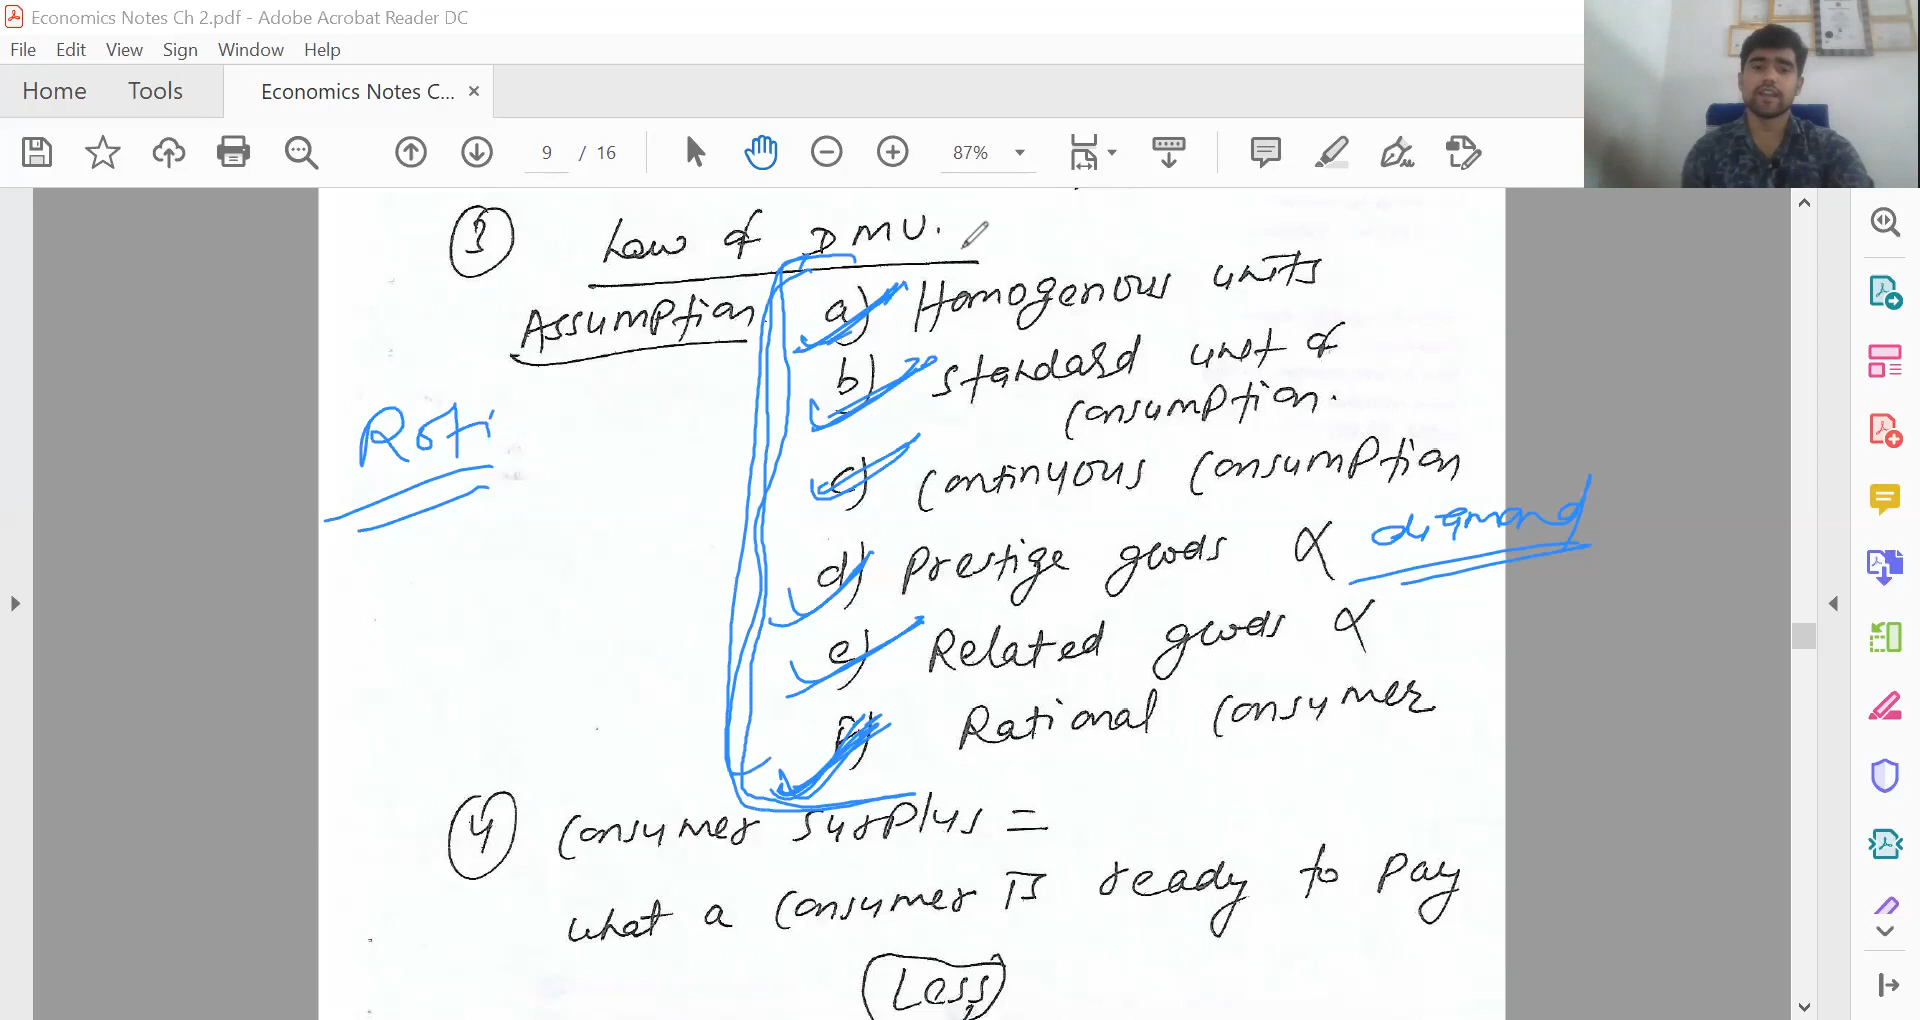 Economics Notes Ch 2.pdf - Adobe Acrobat Reader DC
File Edit View Sign Window Help
Home Tools Economics Notes C... ×
9 / 16 87%
3 Law of DMU.
Assumption a) Homogenous units
b) standard unit of
consumption.
Roti
c) continuous consumption
d) Prestige goods ∝ diamond
e) Related goods ∝
Rational consumer
4 Consumer surplus =
what a consumer is ready to pay
Less